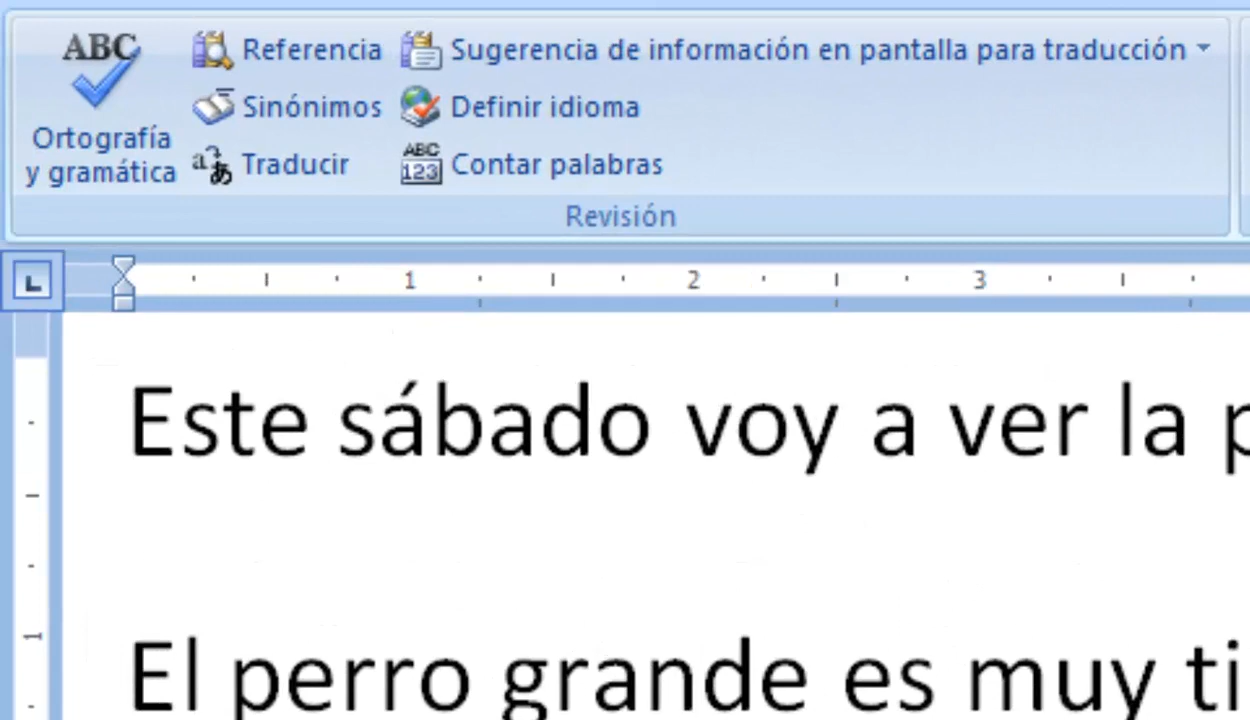 ABC
Ortografía
y gramática
Referencia
Sinónimos
Traducir
Sugerencia de información en pantalla para traducción
Definir idioma
ABC
123
Contar palabras
Revisión
1 2 3
Este sábado voy a ver la
1
El perro grande es muy